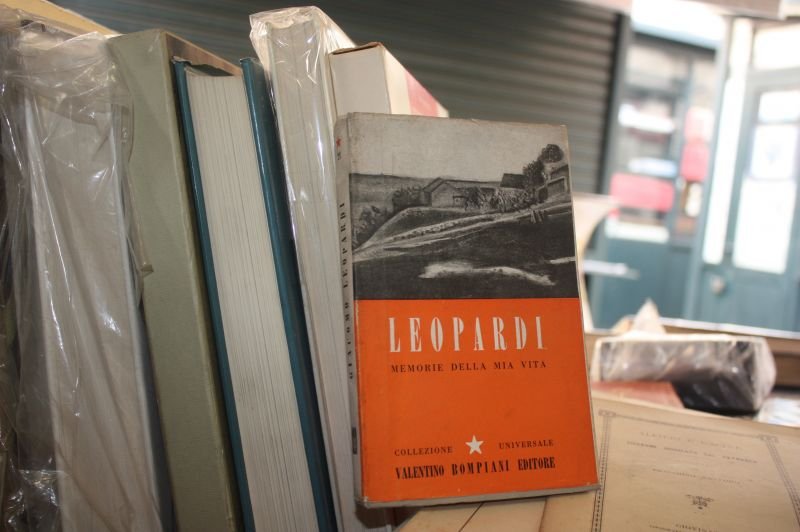 LEOPARDI
MEMORIE DELLA MIA VITA
COLLEZIONE ★ UNIVERSALE
VALENTINO BOMPIANI EDITORE
GIACOMO LEOPARDI